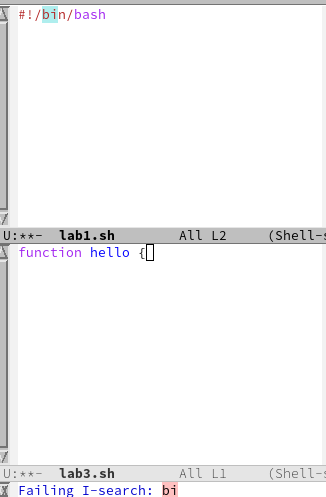 #!/bin/bash
U:**-  lab1.sh        All L2     (Shell-s
function hello {
U:**-  lab3.sh        All L1     (Shell-s
Failing I-search: bi